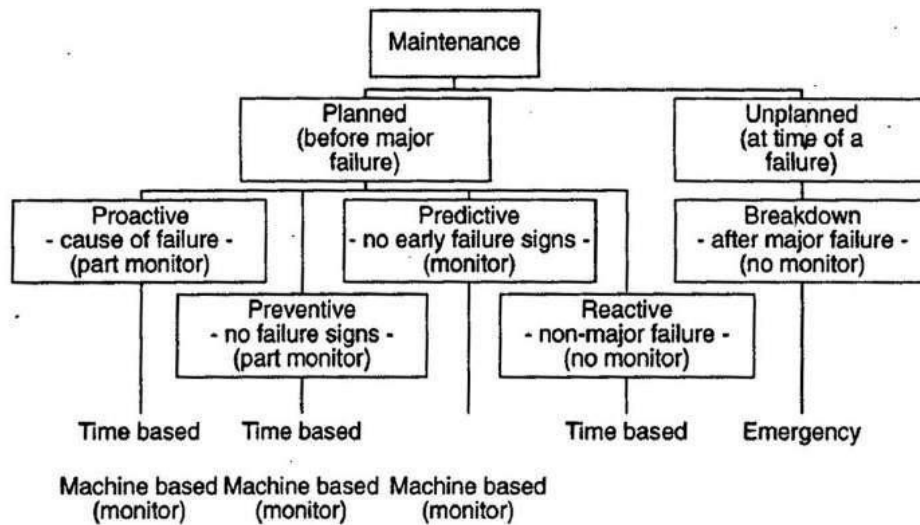 Maintenance
Planned
(before major
failure)
Unplanned
(at time of a
failure)
Proactive
- cause of failure -
(part monitor)
Predictive
- no early failure signs -
(monitor)
Breakdown
- after major failure -
(no monitor)
Preventive
- no failure signs -
(part monitor)
Reactive
- non-major failure -
(no monitor)
Time based
Time based
Time based
Emergency
Machine based
(monitor)
Machine based
(monitor)
Machine based
(monitor)